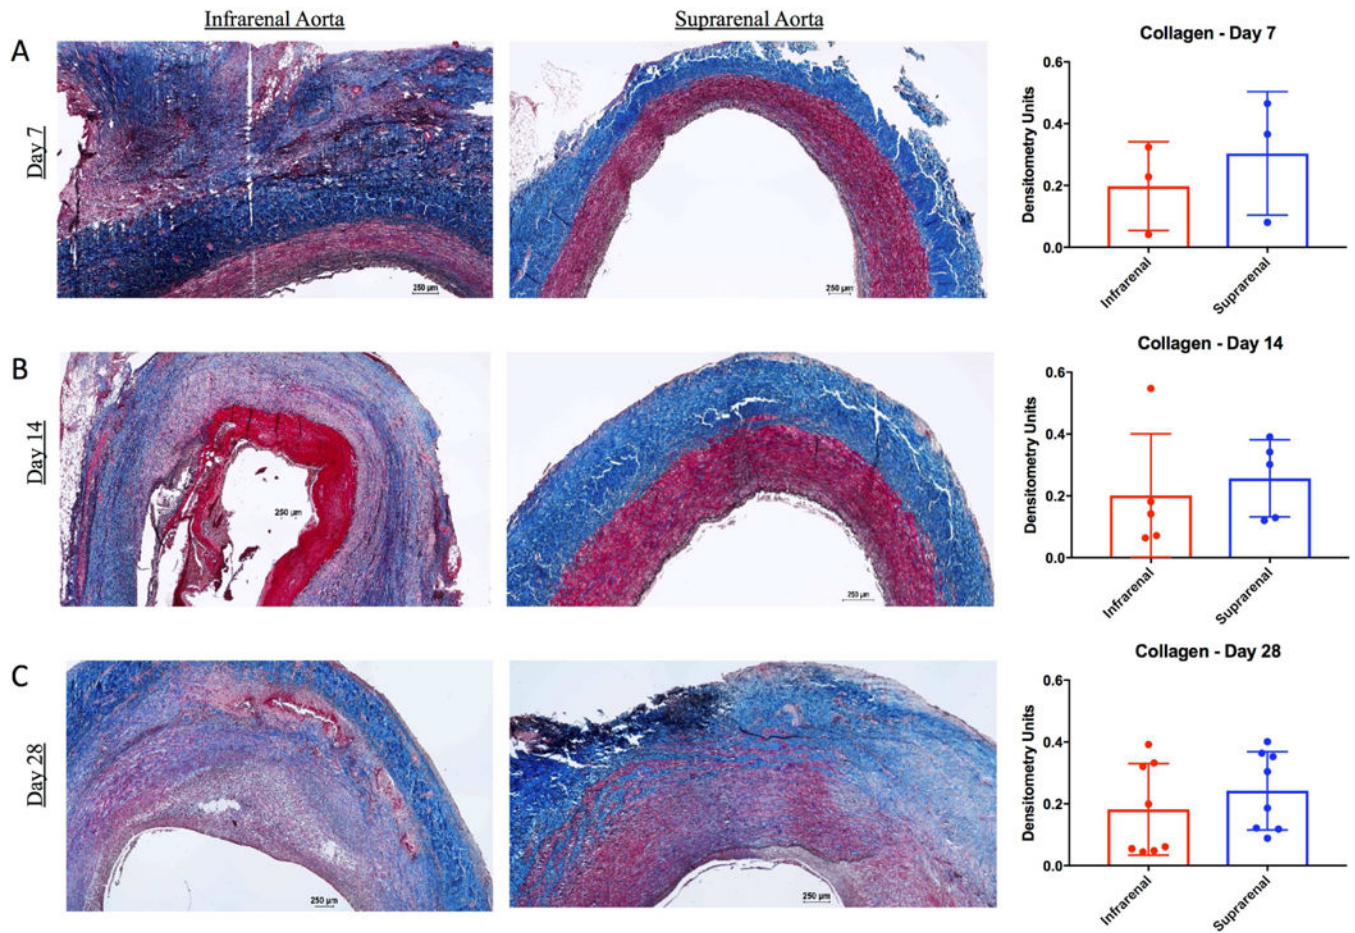 Infrarenal Aorta
Suprarenal Aorta
A
Day 7
250 µm
250 µm
Collagen - Day 7
Densitometry Units
0.6
0.4
0.2
0.0
Infrarenal
Suprarenal
B
Day 14
250 µm
250 µm
Collagen - Day 14
Densitometry Units
0.6
0.4
0.2
0.0
Infrarenal
Suprarenal
C
Day 28
250 µm
250 µm
Collagen - Day 28
Densitometry Units
0.6
0.4
0.2
0.0
Infrarenal
Suprarenal